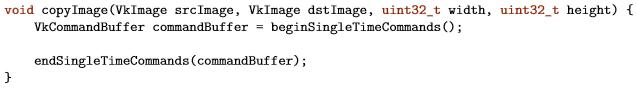 void copyImage(VkImage srcImage, VkImage dstImage, uint32_t width, uint32_t height) {
    VkCommandBuffer commandBuffer = beginSingleTimeCommands();

    endSingleTimeCommands(commandBuffer);
}